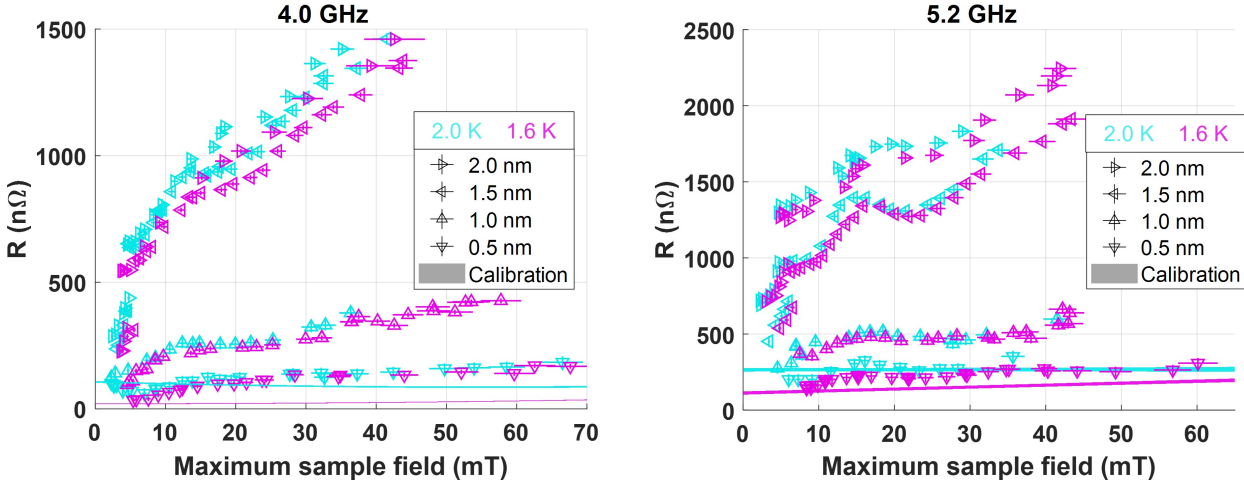 4.0 GHz
1500
1000
500
0
R (nΩ)
0 10 20 30 40 50 60 70
Maximum sample field (mT)
2.0 K 1.6 K
2.0 nm
1.5 nm
1.0 nm
0.5 nm
Calibration
5.2 GHz
2500
2000
1500
1000
500
0
R (nΩ)
0 10 20 30 40 50 60
Maximum sample field (mT)
2.0 K 1.6 K
2.0 nm
1.5 nm
1.0 nm
0.5 nm
Calibration